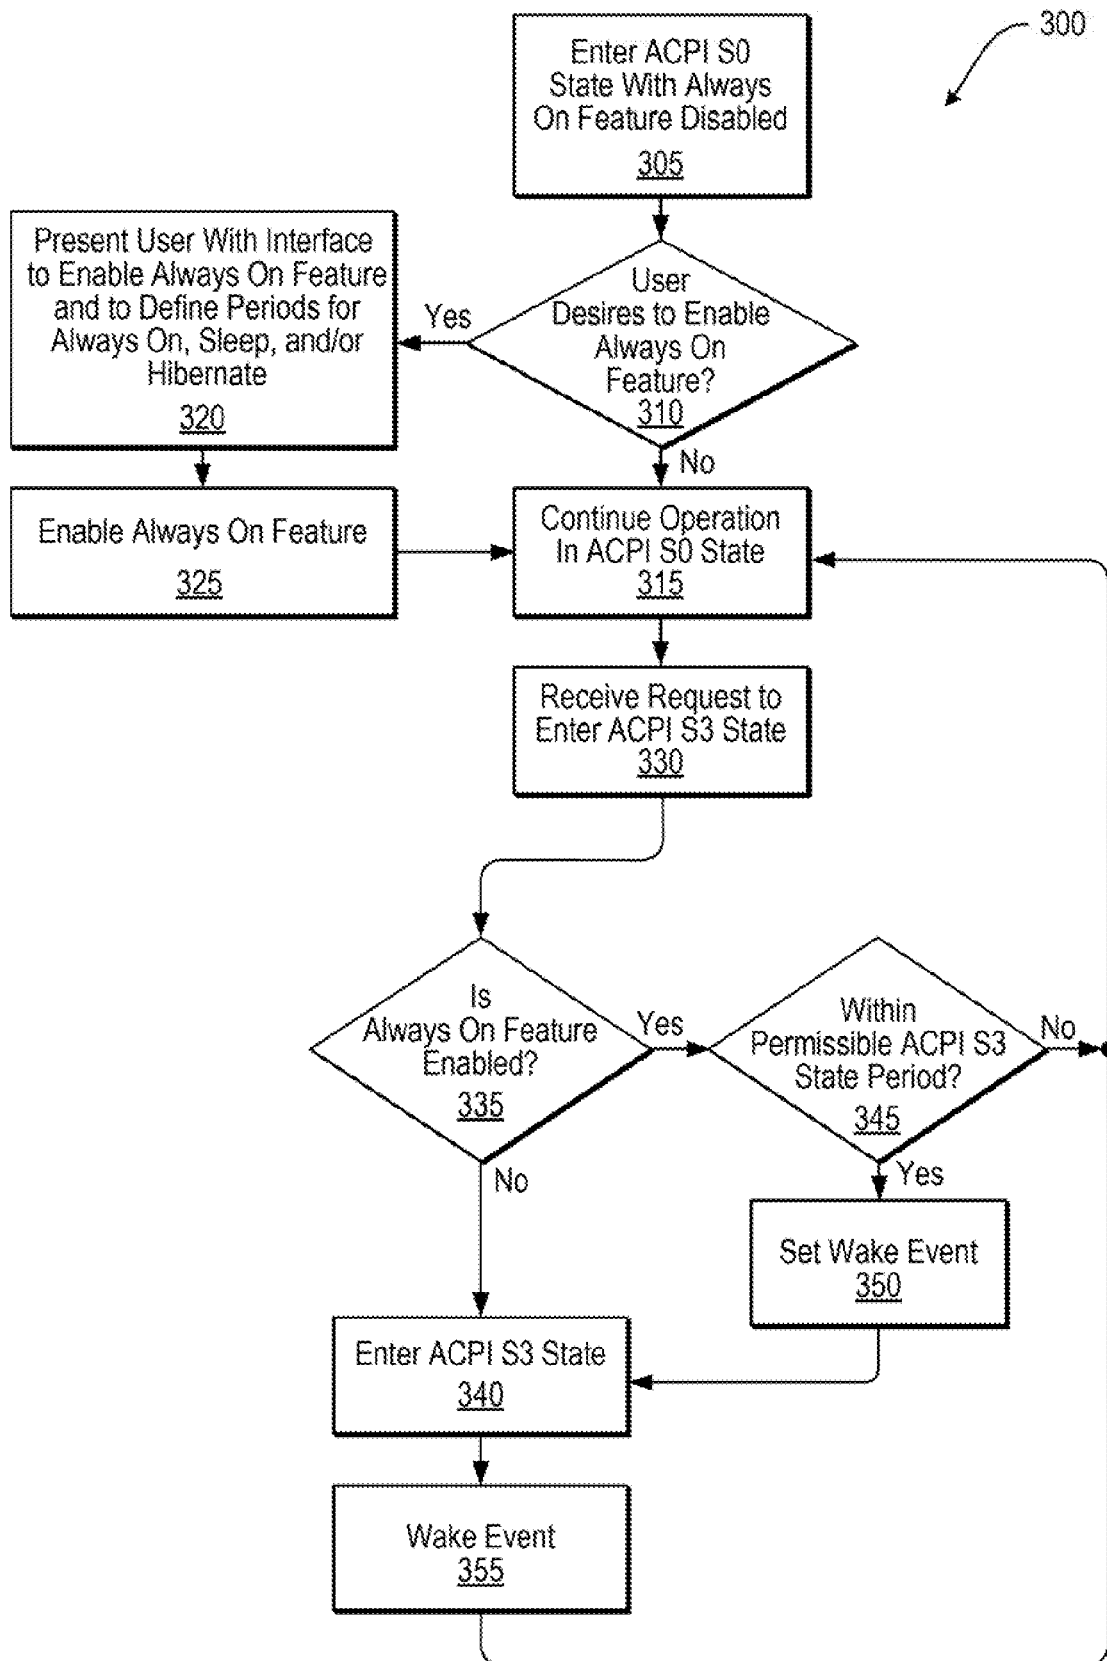 300
Enter ACPI S0
State With Always
On Feature Disabled
305
Present User With Interface
to Enable Always On Feature
and to Define Periods for
Always On, Sleep, and/or
Hibernate
320
Yes
User
Desires to Enable
Always On
Feature?
310
No
Enable Always On Feature
325
Continue Operation
In ACPI S0 State
315
Receive Request to
Enter ACPI S3 State
330
Is
Always On Feature
Enabled?
335
Yes
No
Within
Permissible ACPI S3
State Period?
345
No
Yes
Set Wake Event
350
Enter ACPI S3 State
340
Wake Event
355